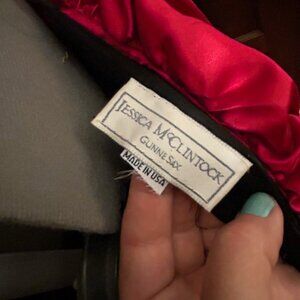 JESSICA McCLINTOCK
GUNNE SAX
MADE IN USA